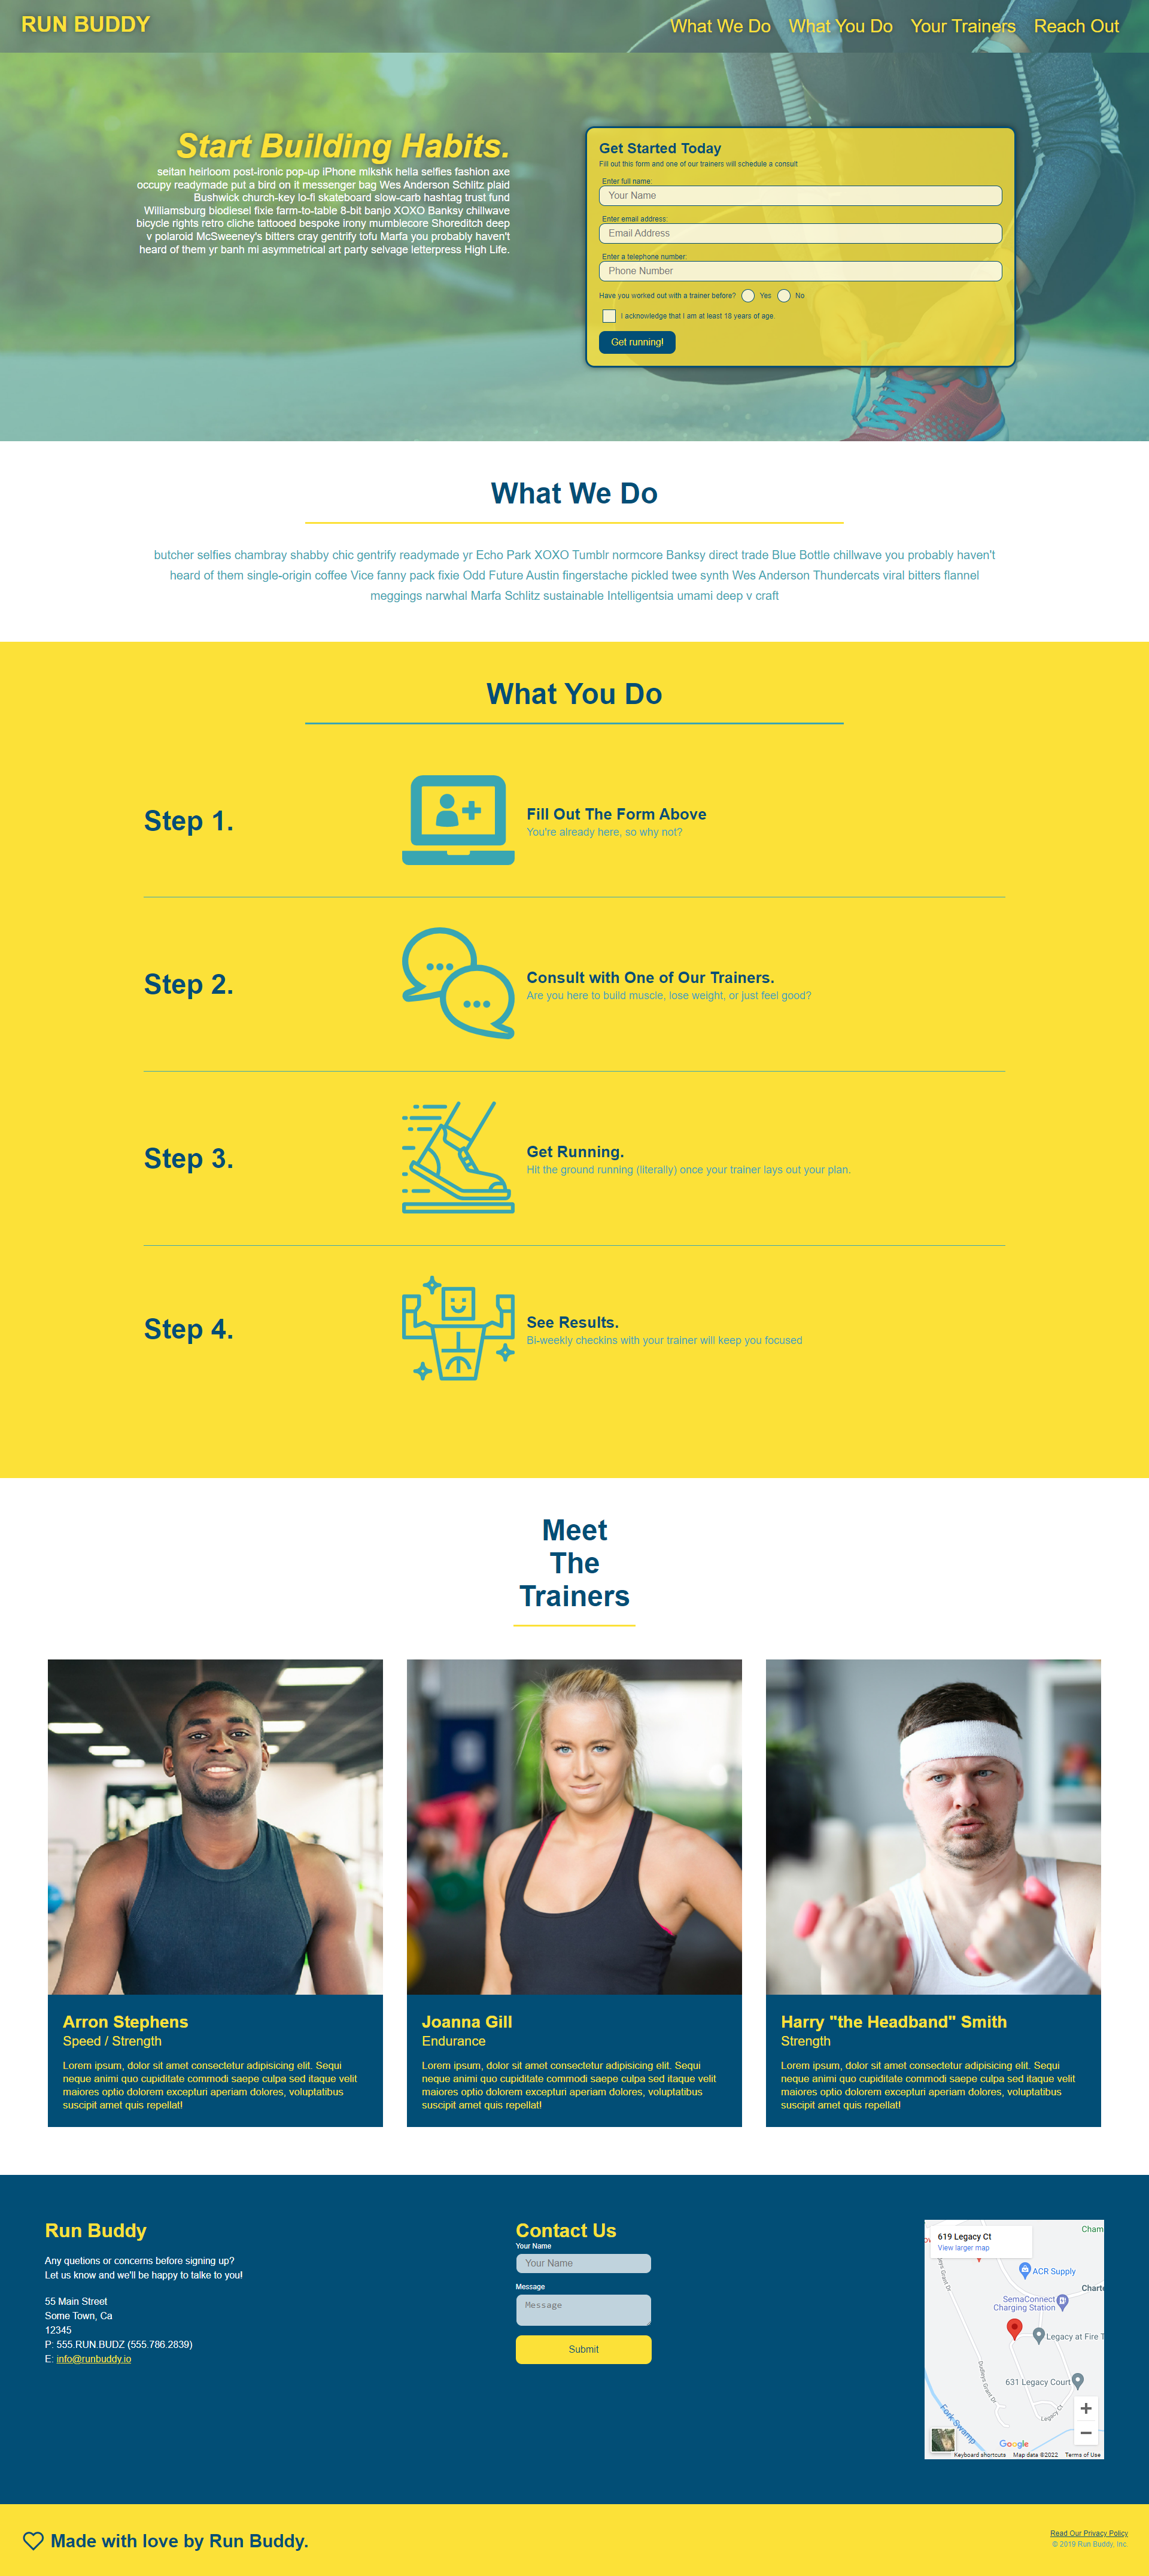 RUN BUDDY
What We Do What You Do Your Trainers Reach Out
Start Building Habits.
seitan heirloom post-ironic pop-up iPhone mlkshk hella selfies fashion axe
occupy readymade put a bird on it messenger bag Wes Anderson Schlitz plaid
Bushwick church-key lo-fi skateboard slow-carb hashtag trust fund
Williamsburg biodiesel fixie farm-to-table 8-bit banjo XOXO Banksy chillwave
bicycle rights retro cliche tattooed bespoke irony mumblecore Shoreditch deep
v polaroid McSweeney's bitters cray gentrify tofu Marfa you probably haven't
heard of them yr banh mi asymmetrical art party selvage letterpress High Life.
Get Started Today
Fill out this form and one of our trainers will schedule a consult
Enter full name:
Your Name
Enter email address:
Email Address
Enter a telephone number:
Phone Number
Have you worked out with a trainer before? Yes No
I acknowledge that I am at least 18 years of age.
Get running!
What We Do
butcher selfies chambray shabby chic gentrify readymade yr Echo Park XOXO Tumblr normcore Banksy direct trade Blue Bottle chillwave you probably haven't
heard of them single-origin coffee Vice fanny pack fixie Odd Future Austin fingerstache pickled twee synth Wes Anderson Thundercats viral bitters flannel
meggings narwhal Marfa Schlitz sustainable Intelligentsia umami deep v craft
What You Do
Step 1.
Fill Out The Form Above
You're already here, so why not?
Step 2.
Consult with One of Our Trainers.
Are you here to build muscle, lose weight, or just feel good?
Step 3.
Get Running.
Hit the ground running (literally) once your trainer lays out your plan.
Step 4.
See Results.
Bi-weekly checkins with your trainer will keep you focused
Meet
The
Trainers
Arron Stephens
Speed / Strength
Lorem ipsum, dolor sit amet consectetur adipisicing elit. Sequi
neque animi quo cupiditate commodi saepe culpa sed itaque velit
maiores optio dolorem excepturi aperiam dolores, voluptatibus
suscipit amet quis repellat!
Joanna Gill
Endurance
Lorem ipsum, dolor sit amet consectetur adipisicing elit. Sequi
neque animi quo cupiditate commodi saepe culpa sed itaque velit
maiores optio dolorem excepturi aperiam dolores, voluptatibus
suscipit amet quis repellat!
Harry "the Headband" Smith
Strength
Lorem ipsum, dolor sit amet consectetur adipisicing elit. Sequi
neque animi quo cupiditate commodi saepe culpa sed itaque velit
maiores optio dolorem excepturi aperiam dolores, voluptatibus
suscipit amet quis repellat!
Run Buddy
Any quetions or concerns before signing up?
Let us know and we'll be happy to talke to you!
55 Main Street
Some Town, Ca
12345
P: 555.RUN.BUDZ (555.786.2839)
E: info@runbuddy.io
Contact Us
Your Name
Your Name
Message
Message
Submit
619 Legacy Ct
View larger map
Cham
ACR Supply
Charte
SemaConnect
Charging Station
Legacy at Fire T
631 Legacy Court
Dudleys Grant Dr
Legacy Ct
Fork Swamp
Google
Keyboard shortcuts Map data ©2022 Terms of Use
Made with love by Run Buddy.
Read Our Privacy Policy
© 2019 Run Buddy, Inc.